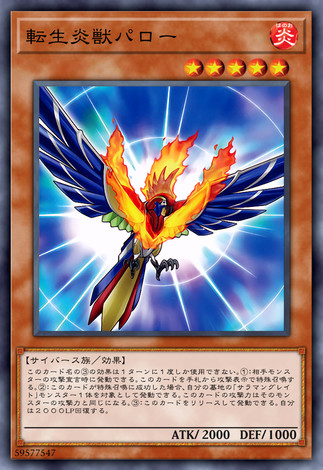 転生炎獣パロー
炎
ほのお
【サイバース族/効果】
このカード名の③の効果は1ターンに1度しか使用できない。①:相手モン
スターの攻撃宣言時に発動できる。このカードを手札から攻撃表示で特殊召喚す
る。②:このカードが特殊召喚に成功した場合、自分の墓地の「サラマングレイ
ト」モンスター1体を対象として発動できる。このカードの攻撃力はそのモン
スターの攻撃力と同じになる。③:このカードをリリースして発動できる。自分
は2000LP回復する。
ATK/2000 DEF/1000
59577547